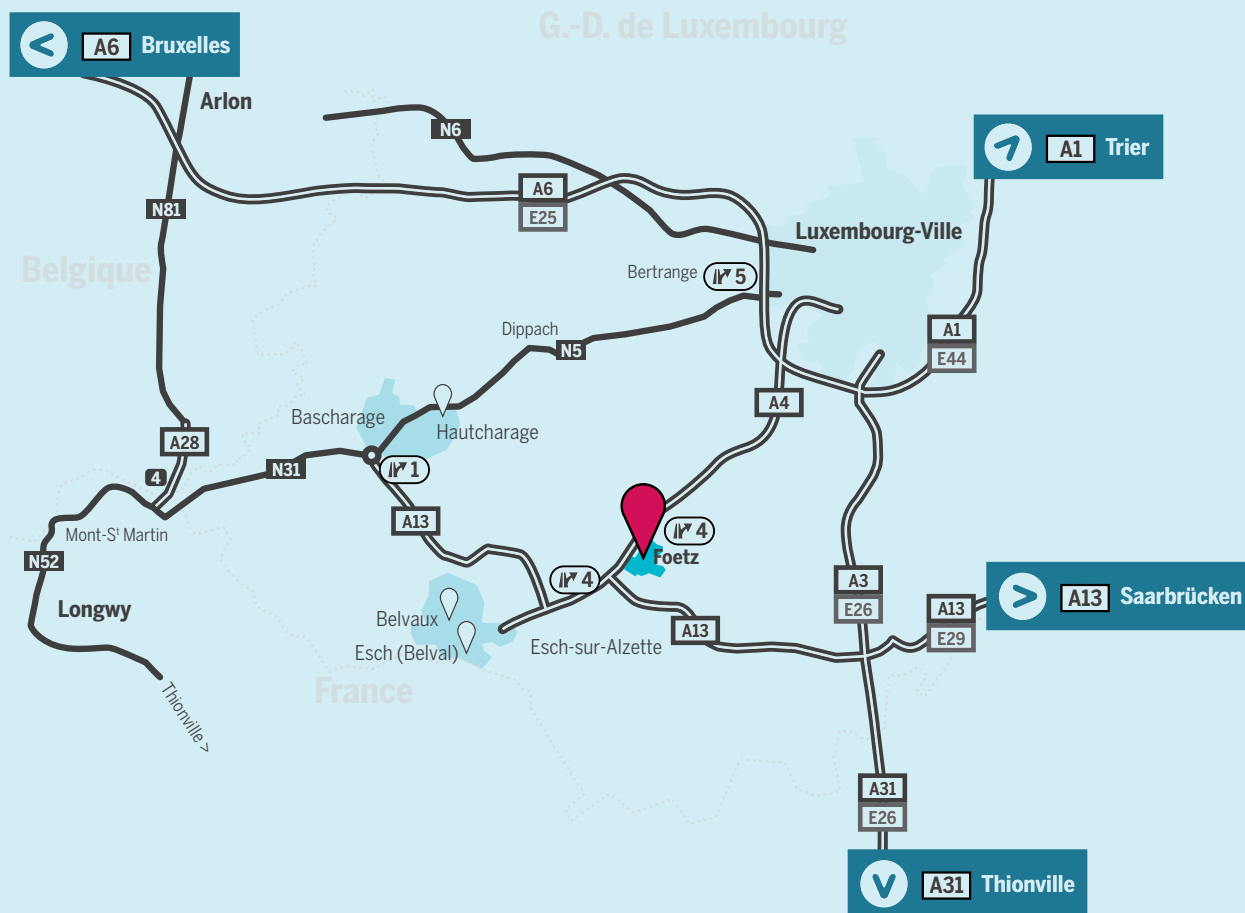 G.-D. de Luxembourg
A6 Bruxelles
Arlon
N6
A1 Trier
A6
E25
N81
Luxembourg-Ville
Belgique
Bertrange 5
Dippach
N5
A1
E44
A4
Bascharage
Hautcharage
A28
N31
1
4
A13
Mont-Sᵗ Martin
4
Foetz
N52
4
A3
E26
A13 Saarbrücken
Longwy
Belvaux
A13
E29
A13
Esch (Belval)
Esch-sur-Alzette
France
Thionville >
A31
E26
A31 Thionville